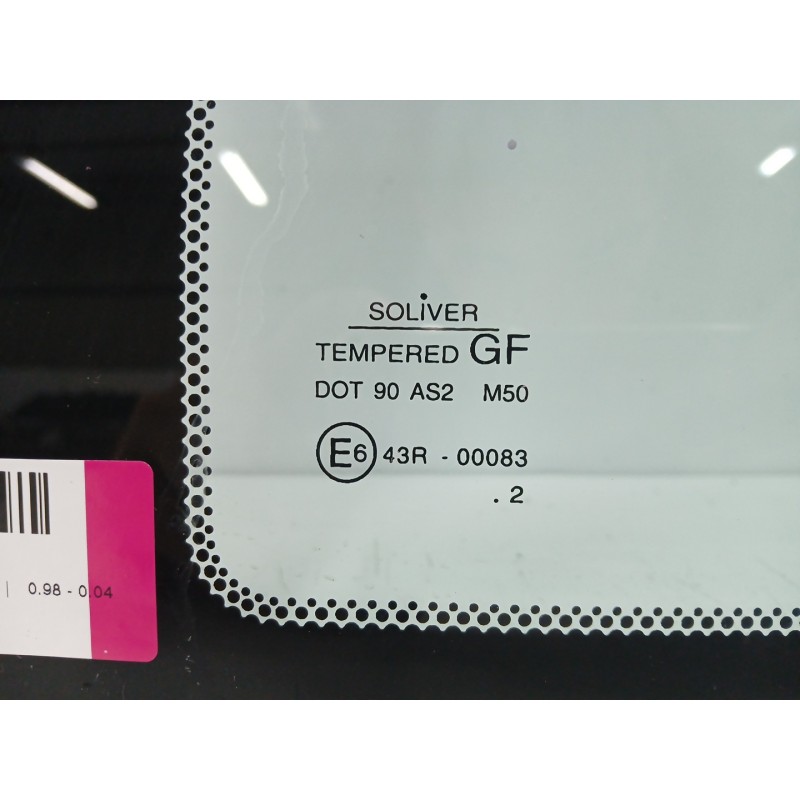 SOLiVER
TEMPERED GF
DOT 90 AS2 M50
E6 43R - 00083
. 2
| 0.98 - 0.04